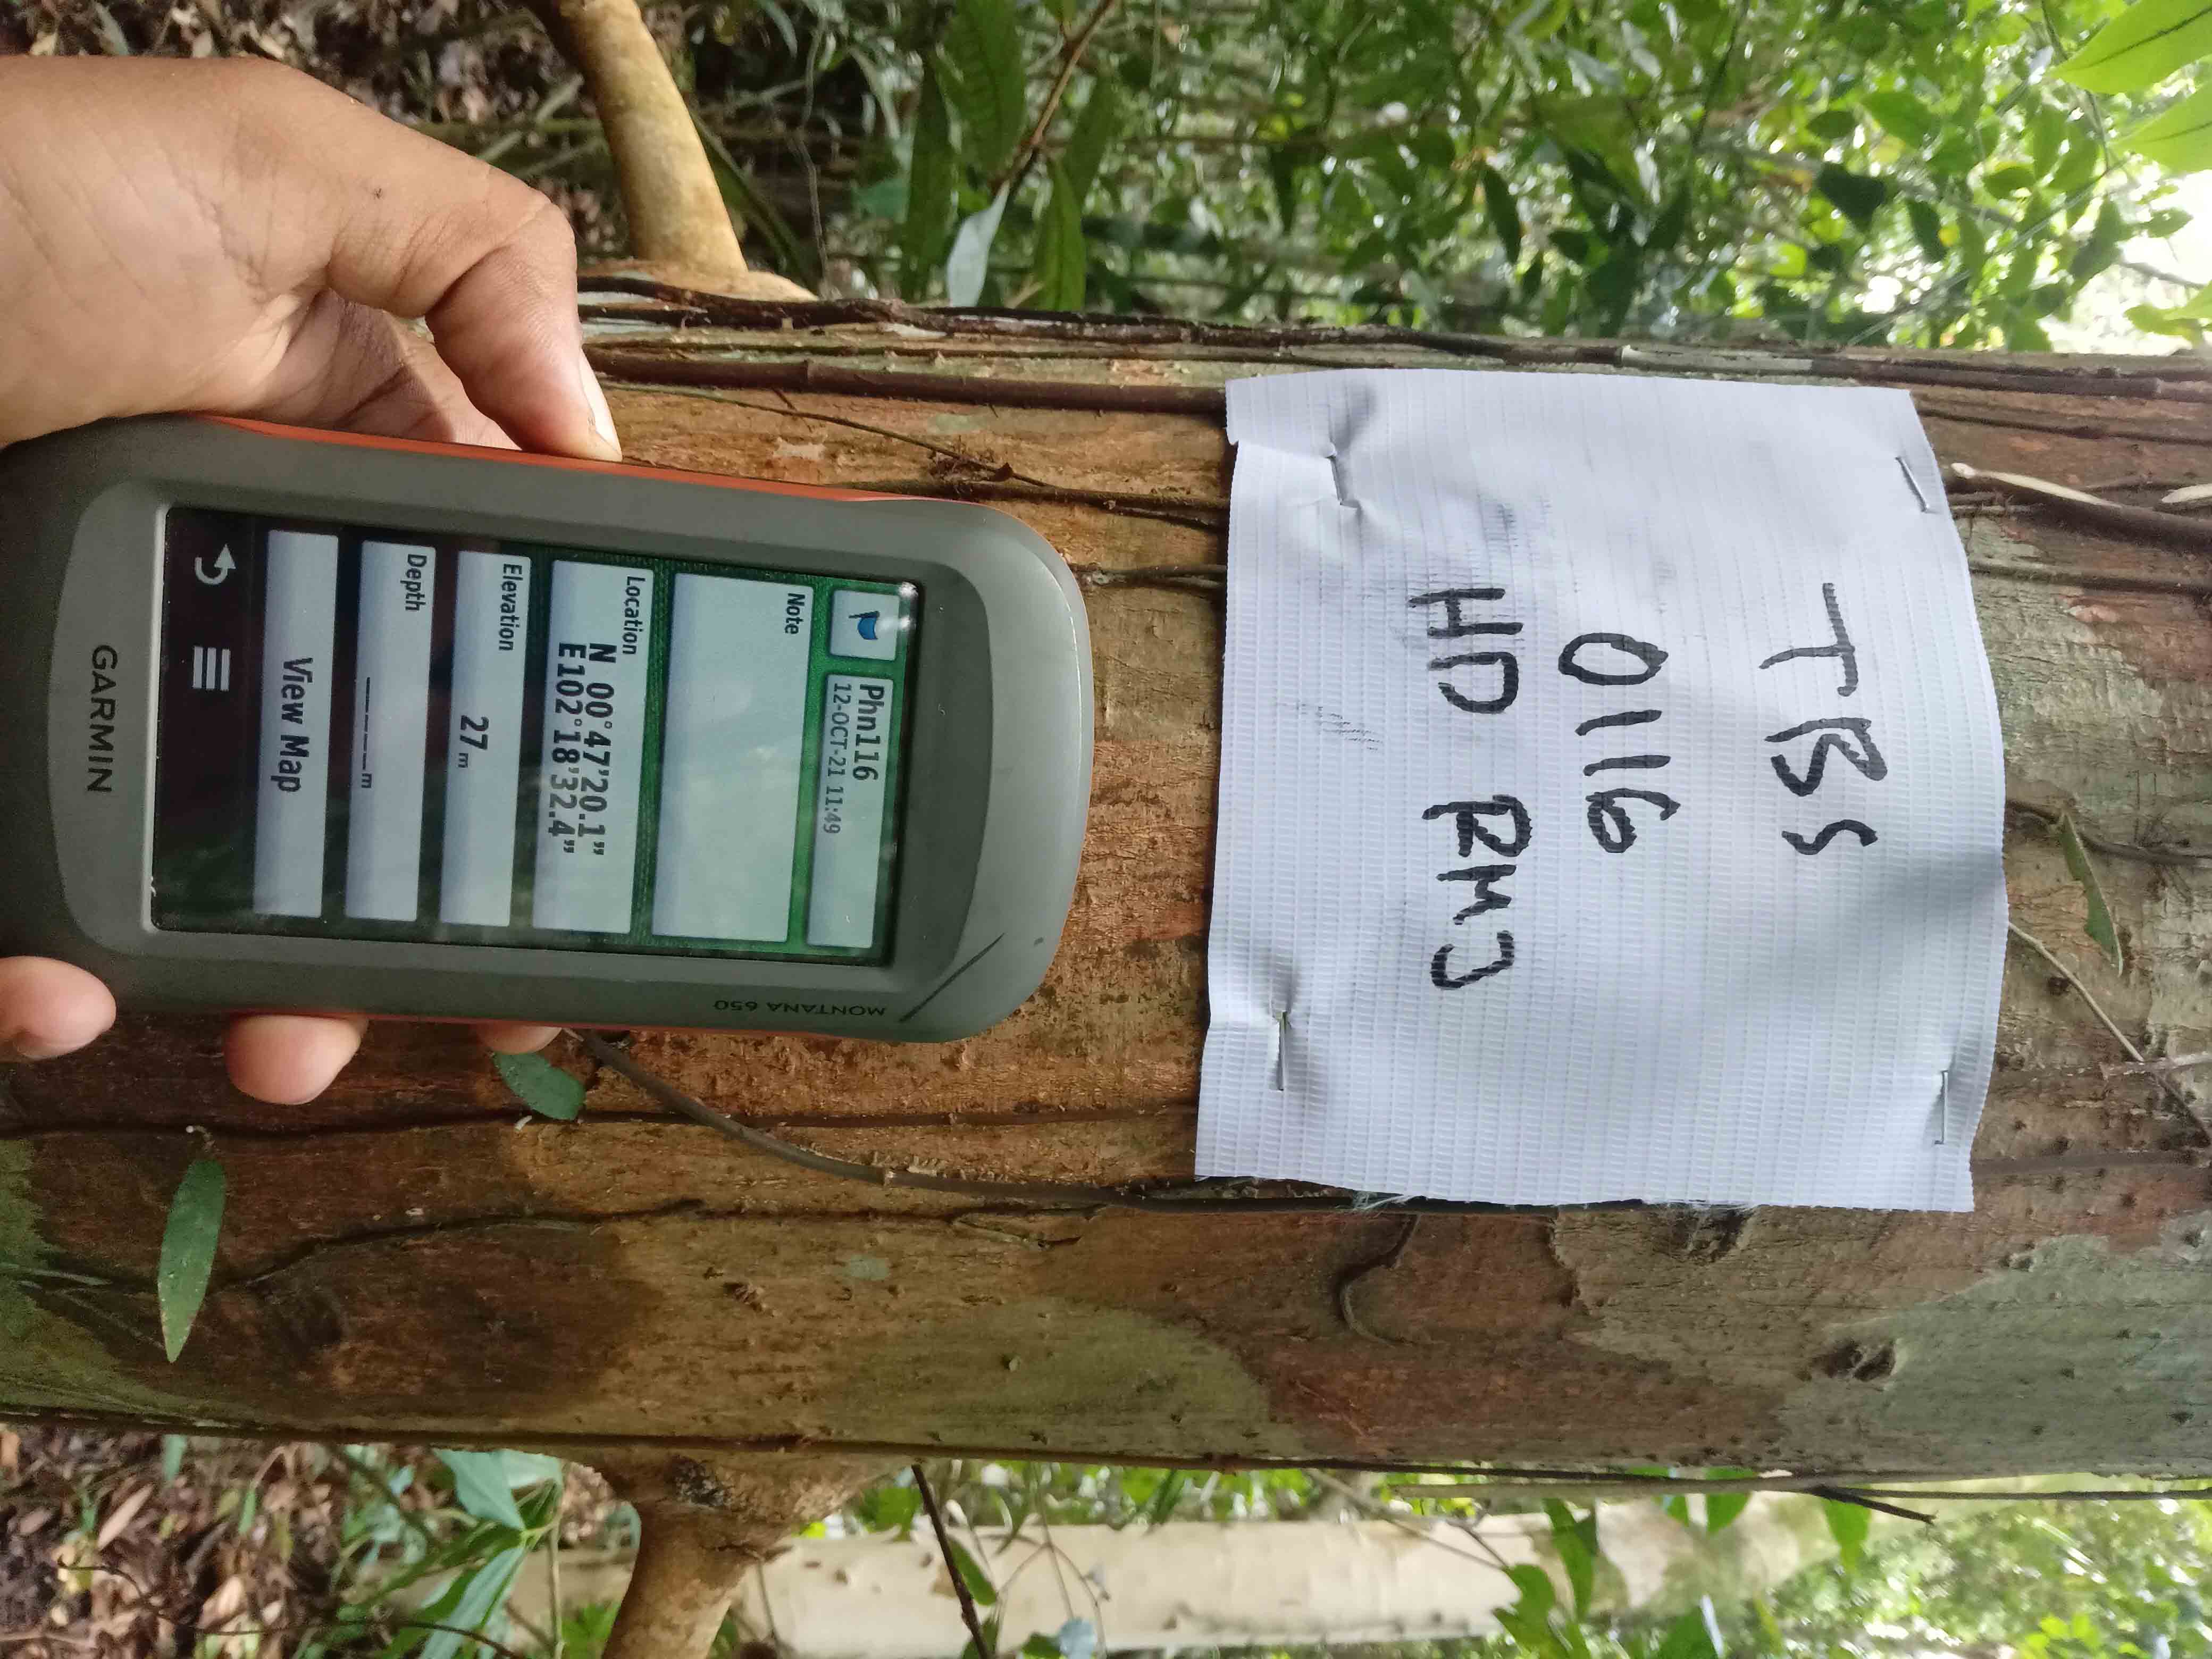 TBS
0116
HD RMJ
MONTANA 650
Phn116
12-OCT-21 11:49
Note
Location
N 00°47'20.1"
E102°18'32.4"
Elevation
27 m
Depth
_____m
View Map
GARMIN